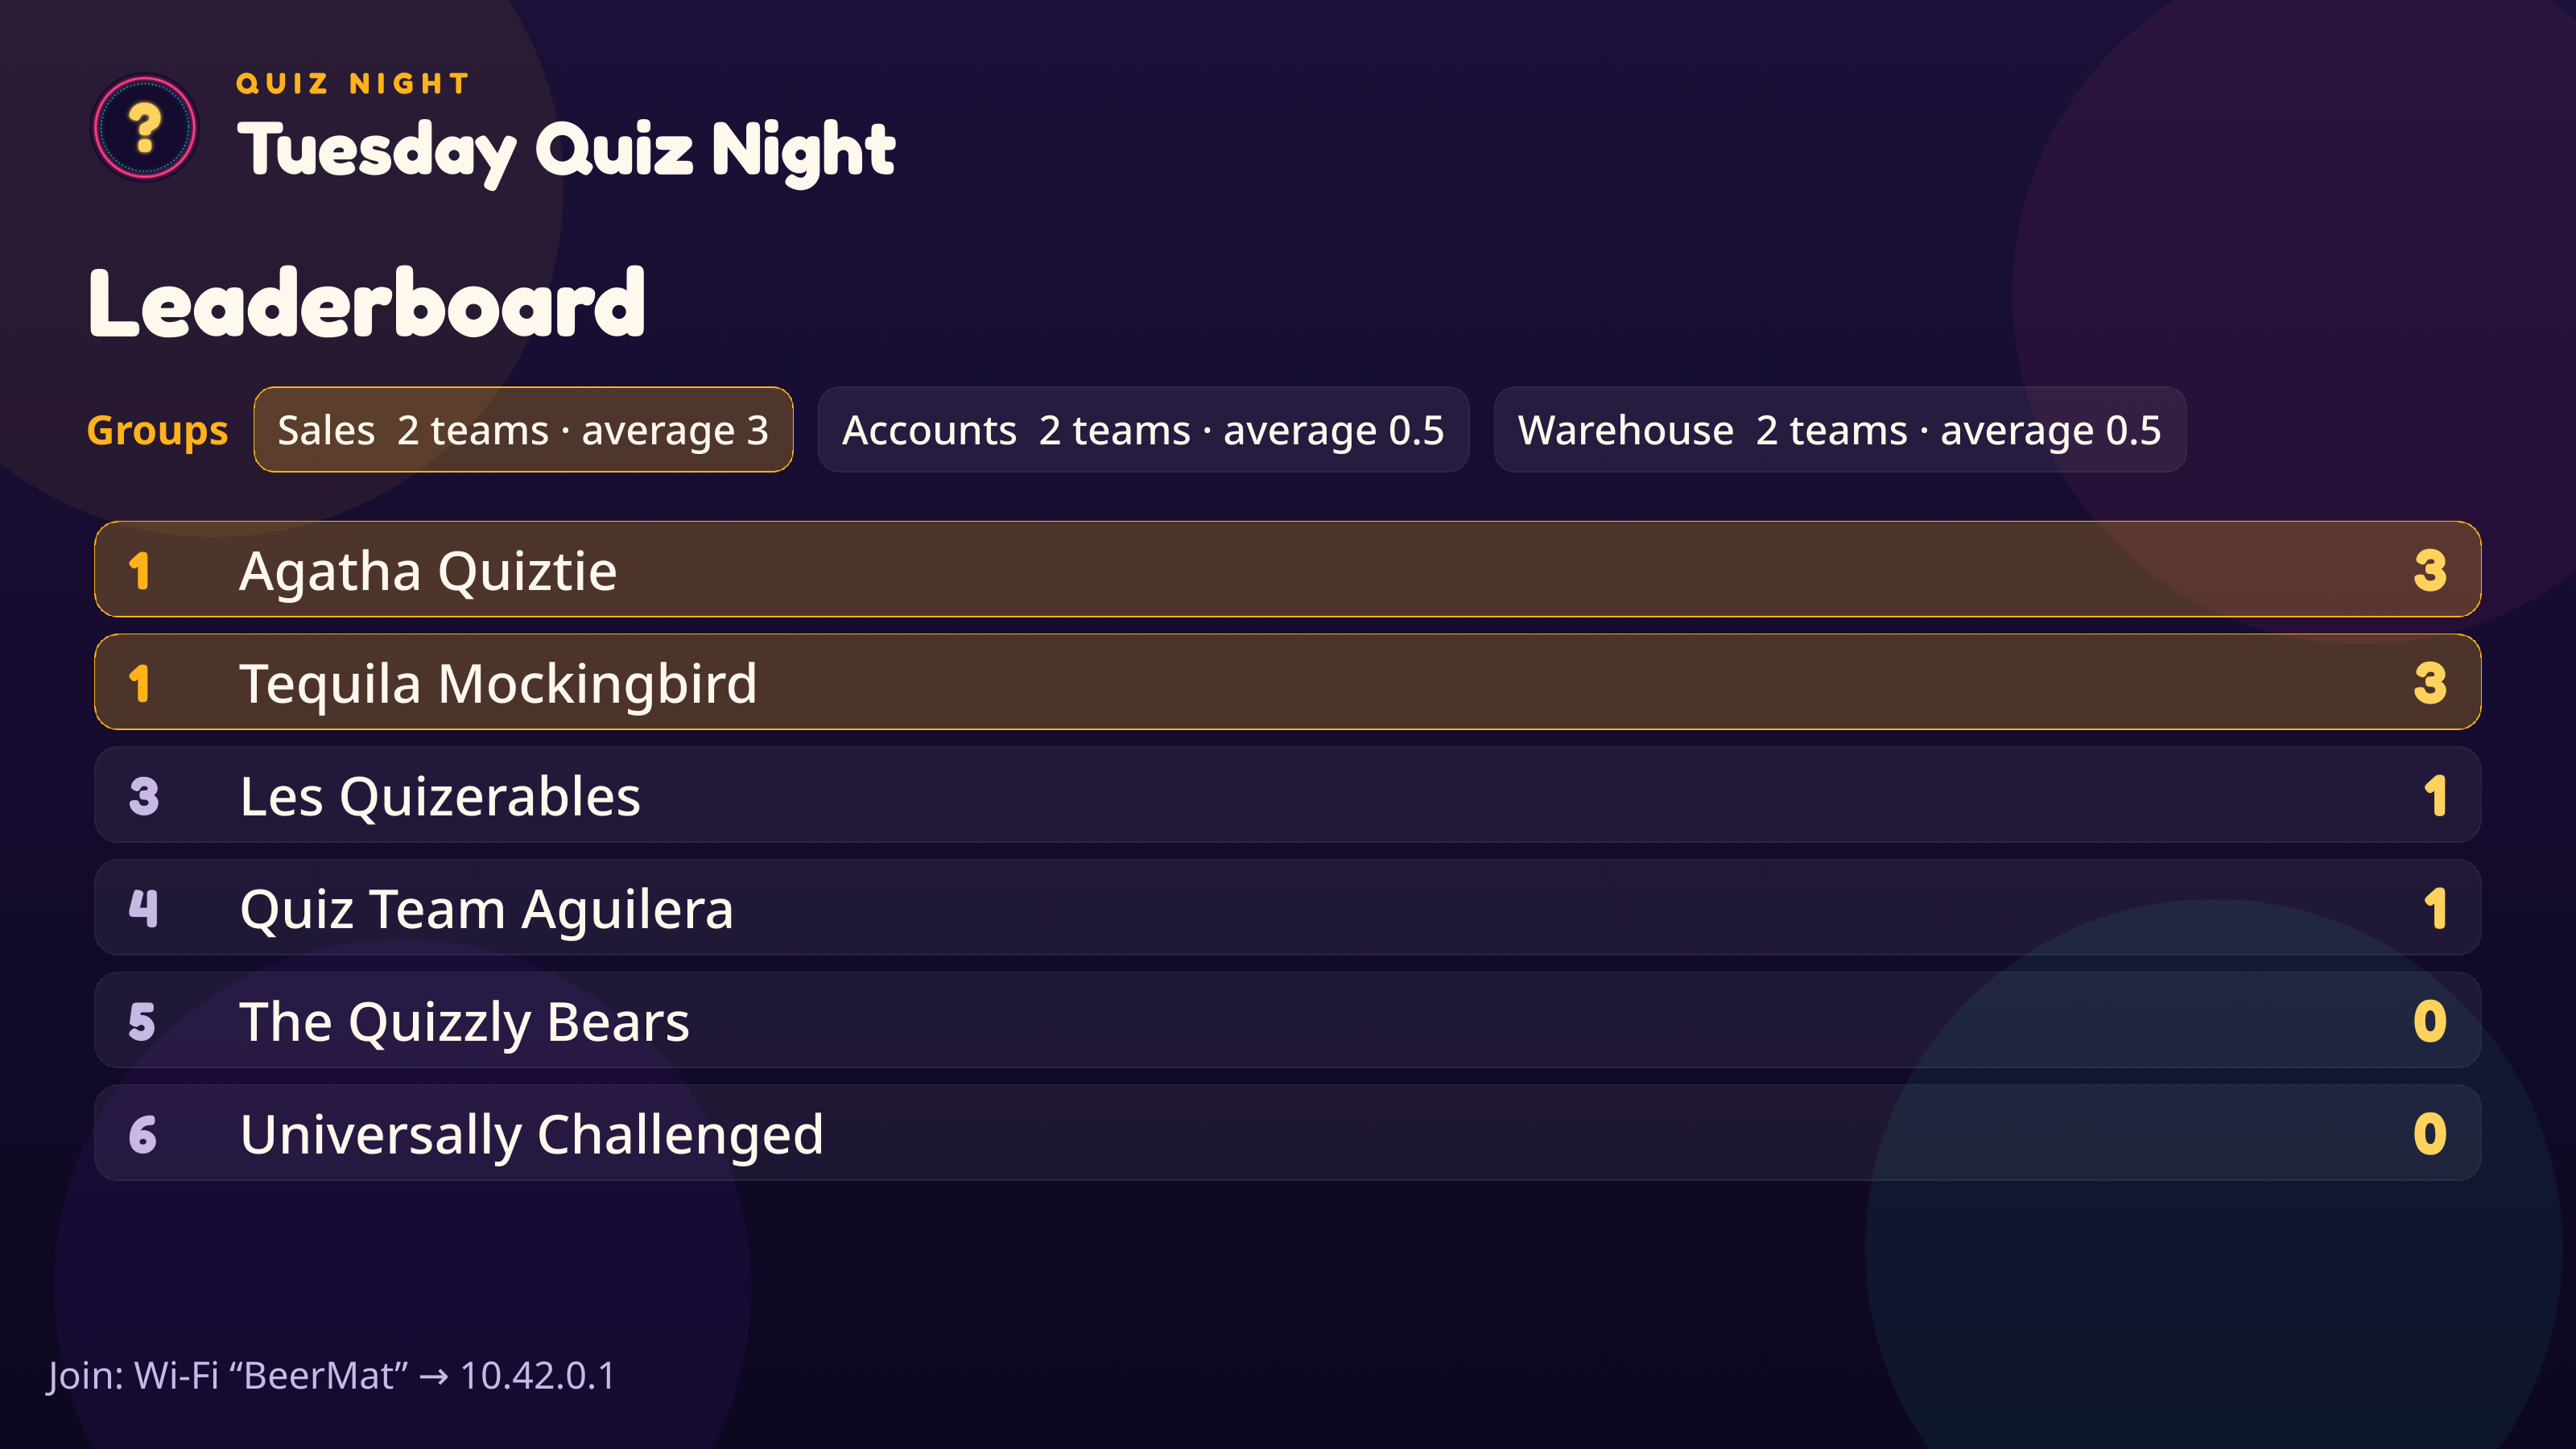 ?
QUIZ NIGHT
Tuesday Quiz Night
Leaderboard
Groups Sales 2 teams · average 3 Accounts 2 teams · average 0.5 Warehouse 2 teams · average 0.5
1 Agatha Quiztie 3
1 Tequila Mockingbird 3
3 Les Quizerables 1
4 Quiz Team Aguilera 1
5 The Quizzly Bears 0
6 Universally Challenged 0
Join: Wi-Fi “BeerMat” → 10.42.0.1